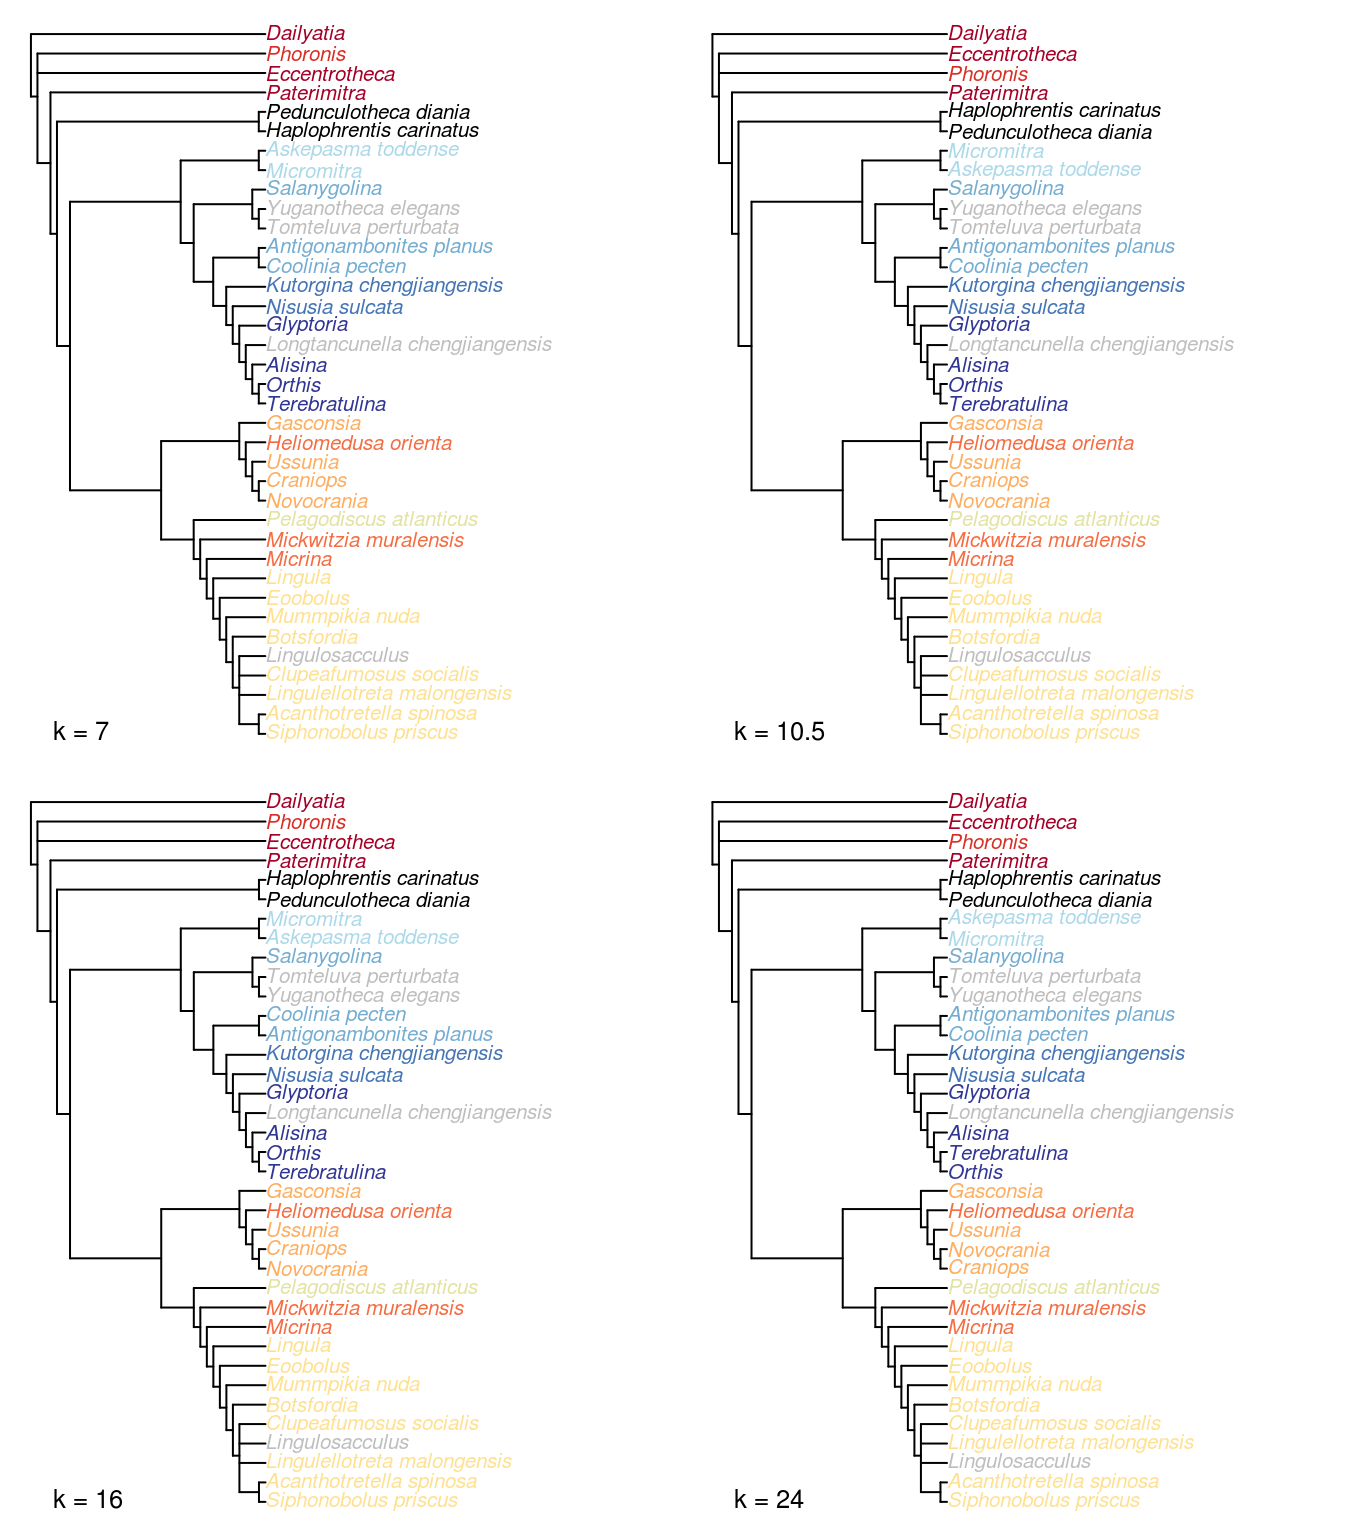 Dailyatia
Phoronis
Eccentrotheca
Paterimitra
Pedunculotheca diania
Haplophrentis carinatus
Askepasma toddense
Micromitra
Salanygolina
Yuganotheca elegans
Tomteluva perturbata
Antigonambonites planus
Coolinia pecten
Kutorgina chengjiangensis
Nisusia sulcata
Glyptoria
Longtancunella chengjiangensis
Alisina
Orthis
Terebratulina
Gasconsia
Heliomedusa orienta
Ussunia
Craniops
Novocrania
Pelagodiscus atlanticus
Mickwitzia muralensis
Micrina
Lingula
Eoobolus
Mummpikia nuda
Botsfordia
Lingulosacculus
Clupeafumosus socialis
Lingulellotreta malongensis
Acanthotretella spinosa
Siphonobolus priscus
k = 7
Dailyatia
Eccentrotheca
Phoronis
Paterimitra
Haplophrentis carinatus
Pedunculotheca diania
Micromitra
Askepasma toddense
Salanygolina
Yuganotheca elegans
Tomteluva perturbata
Antigonambonites planus
Coolinia pecten
Kutorgina chengjiangensis
Nisusia sulcata
Glyptoria
Longtancunella chengjiangensis
Alisina
Orthis
Terebratulina
Gasconsia
Heliomedusa orienta
Ussunia
Craniops
Novocrania
Pelagodiscus atlanticus
Mickwitzia muralensis
Micrina
Lingula
Eoobolus
Mummpikia nuda
Botsfordia
Lingulosacculus
Clupeafumosus socialis
Lingulellotreta malongensis
Acanthotretella spinosa
Siphonobolus priscus
k = 10.5
Dailyatia
Phoronis
Eccentrotheca
Paterimitra
Haplophrentis carinatus
Pedunculotheca diania
Micromitra
Askepasma toddense
Salanygolina
Tomteluva perturbata
Yuganotheca elegans
Coolinia pecten
Antigonambonites planus
Kutorgina chengjiangensis
Nisusia sulcata
Glyptoria
Longtancunella chengjiangensis
Alisina
Orthis
Terebratulina
Gasconsia
Heliomedusa orienta
Ussunia
Craniops
Novocrania
Pelagodiscus atlanticus
Mickwitzia muralensis
Micrina
Lingula
Eoobolus
Mummpikia nuda
Botsfordia
Clupeafumosus socialis
Lingulosacculus
Lingulellotreta malongensis
Acanthotretella spinosa
Siphonobolus priscus
k = 16
Dailyatia
Eccentrotheca
Phoronis
Paterimitra
Haplophrentis carinatus
Pedunculotheca diania
Askepasma toddense
Micromitra
Salanygolina
Tomteluva perturbata
Yuganotheca elegans
Antigonambonites planus
Coolinia pecten
Kutorgina chengjiangensis
Nisusia sulcata
Glyptoria
Longtancunella chengjiangensis
Alisina
Terebratulina
Orthis
Gasconsia
Heliomedusa orienta
Ussunia
Novocrania
Craniops
Pelagodiscus atlanticus
Mickwitzia muralensis
Micrina
Lingula
Eoobolus
Mummpikia nuda
Botsfordia
Clupeafumosus socialis
Lingulellotreta malongensis
Lingulosacculus
Acanthotretella spinosa
Siphonobolus priscus
k = 24